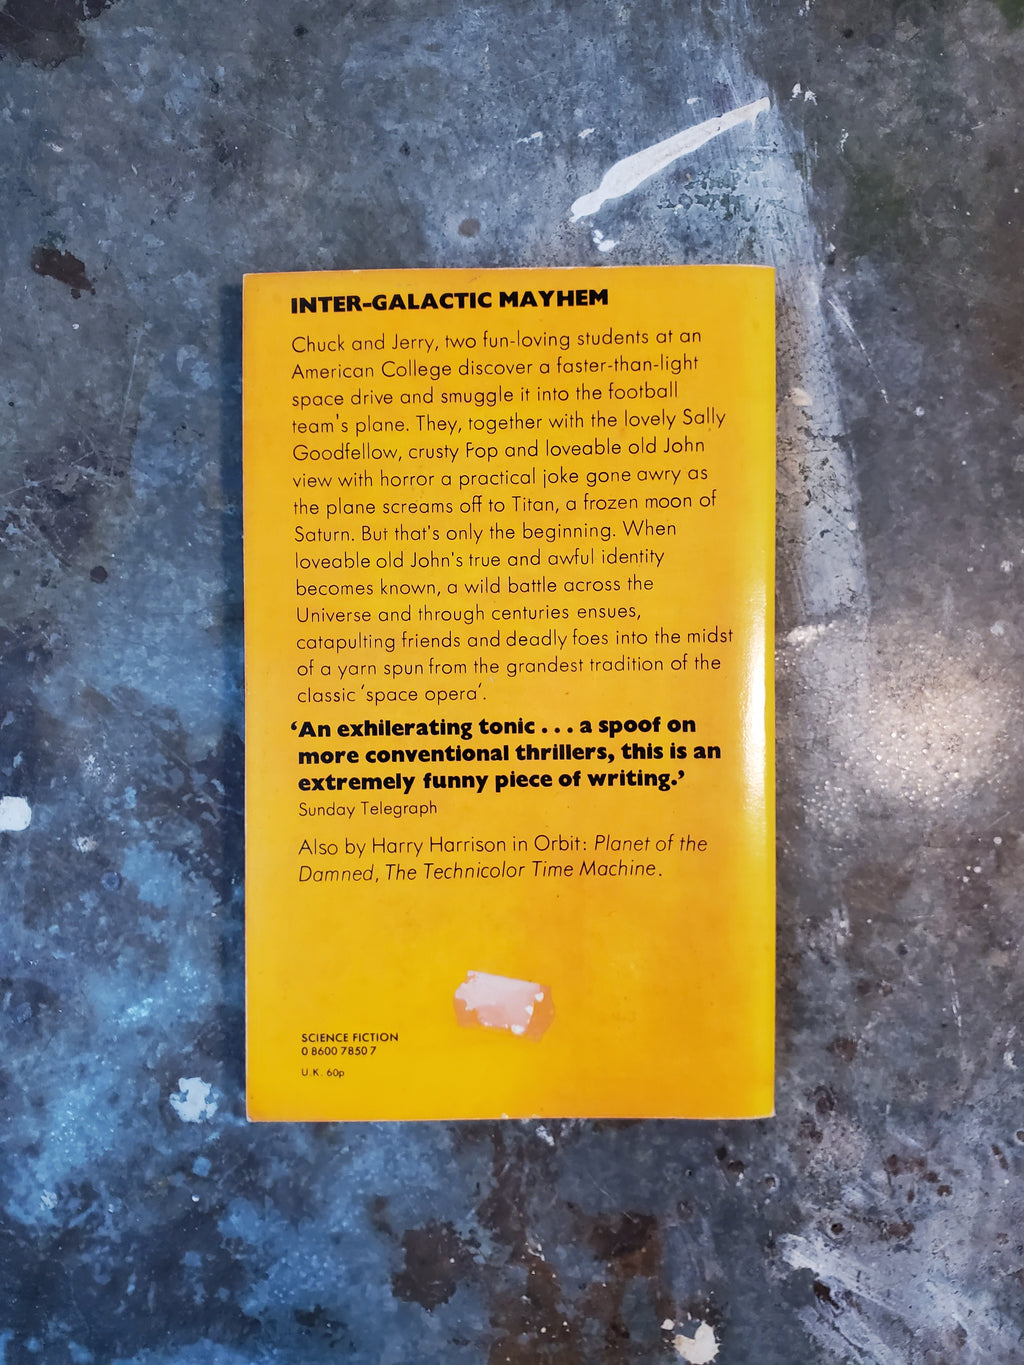 INTER-GALACTIC MAYHEM
Chuck and Jerry, two fun-loving students at an
American College discover a faster-than-light
space drive and smuggle it into the football
team's plane. They, together with the lovely Sally
Goodfellow, crusty Pop and loveable old John
view with horror a practical joke gone awry as
the plane screams off to Titan, a frozen moon of
Saturn. But that's only the beginning. When
loveable old John's true and awful identity
becomes known, a wild battle across the
Universe and through centuries ensues,
catapulting friends and deadly foes into the midst
of a yarn spun from the grandest tradition of the
classic 'space opera'.
'An exhilerating tonic . . . a spoof on
more conventional thrillers, this is an
extremely funny piece of writing.'
Sunday Telegraph
Also by Harry Harrison in Orbit: Planet of the
Damned, The Technicolor Time Machine.
SCIENCE FICTION
0 8600 7850 7
U.K. 60p